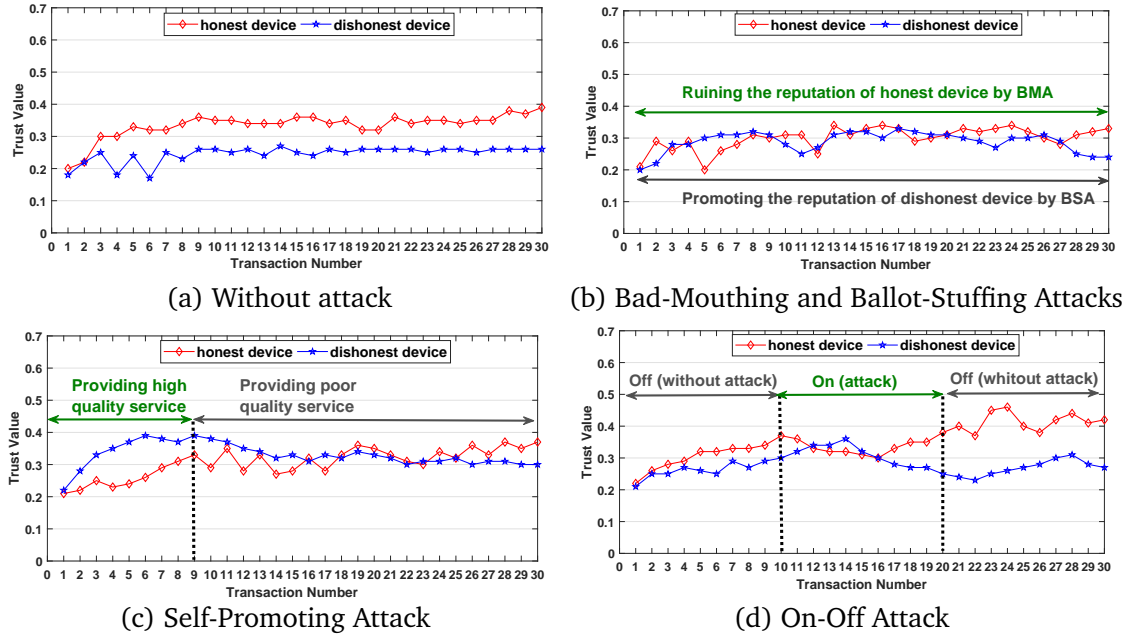 honest device dishonest device
0.7
0.6
0.5
0.4
0.3
0.2
0.1
0
Trust Value
0 1 2 3 4 5 6 7 8 9 10 11 12 13 14 15 16 17 18 19 20 21 22 23 24 25 26 27 28 29 30
Transaction Number
(a) Without attack
honest device dishonest device
0.7
0.6
0.5
0.4
0.3
0.2
0.1
0
Trust Value
Ruining the reputation of honest device by BMA
Promoting the reputation of dishonest device by BSA
0 1 2 3 4 5 6 7 8 9 10 11 12 13 14 15 16 17 18 19 20 21 22 23 24 25 26 27 28 29 30
Transaction Number
(b) Bad-Mouthing and Ballot-Stuffing Attacks
honest device dishonest device
0.7
0.6
0.5
0.4
0.3
0.2
0.1
0
Trust Value
Providing high
quality service
Providing poor
quality service
0 1 2 3 4 5 6 7 8 9 10 11 12 13 14 15 16 17 18 19 20 21 22 23 24 25 26 27 28 29 30
Transaction Number
(c) Self-Promoting Attack
honest device dishonest device
0.7
0.6
0.5
0.4
0.3
0.2
0.1
0
Trust Value
Off (without attack)
On (attack)
Off (whitout attack)
0 1 2 3 4 5 6 7 8 9 10 11 12 13 14 15 16 17 18 19 20 21 22 23 24 25 26 27 28 29 30
Transaction Number
(d) On-Off Attack